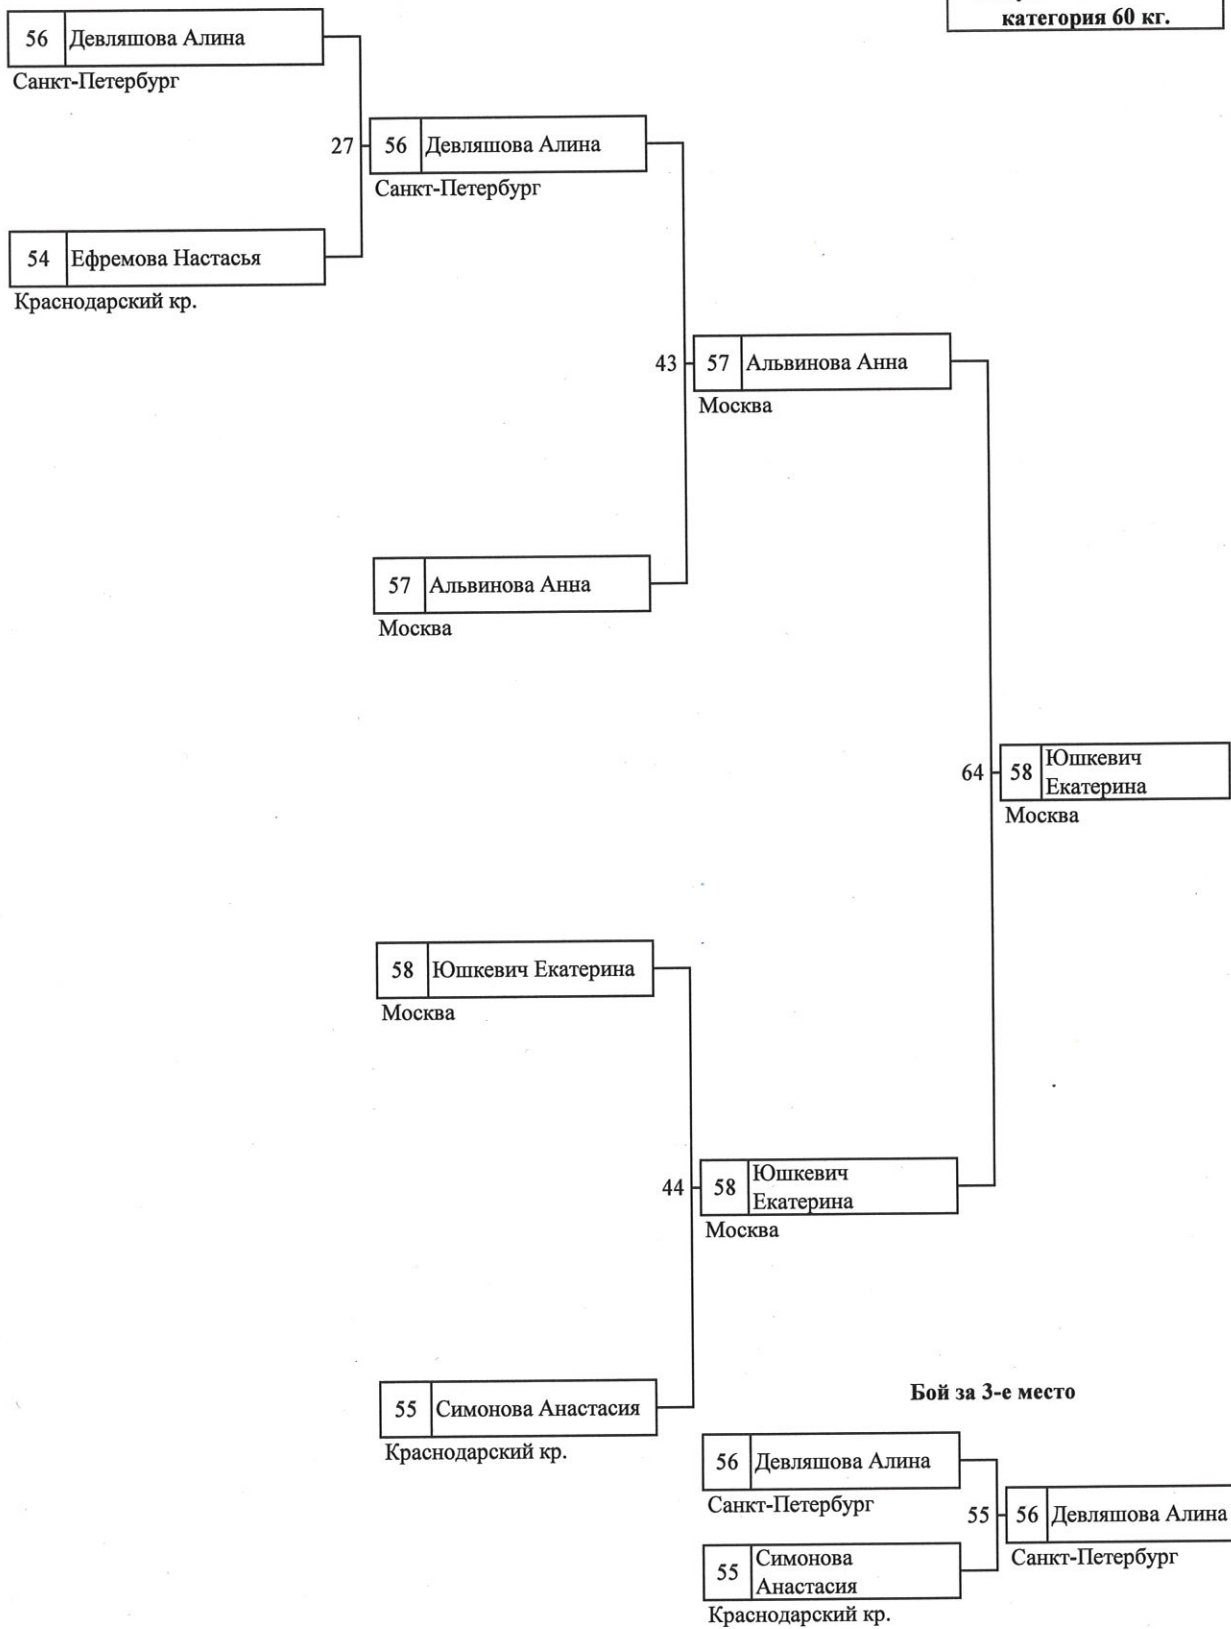 категория 60 кг.
56 Девляшова Алина
Санкт-Петербург
27 56 Девляшова Алина
Санкт-Петербург
54 Ефремова Настасья
Краснодарский кр.
43 57 Альвинова Анна
Москва
57 Альвинова Анна
Москва
64 58 Юшкевич
Екатерина
Москва
58 Юшкевич Екатерина
Москва
44 58 Юшкевич
Екатерина
Москва
55 Симонова Анастасия
Краснодарский кр.
Бой за 3-е место
56 Девляшова Алина
Санкт-Петербург
55 56 Девляшова Алина
Санкт-Петербург
55 Симонова
Анастасия
Краснодарский кр.